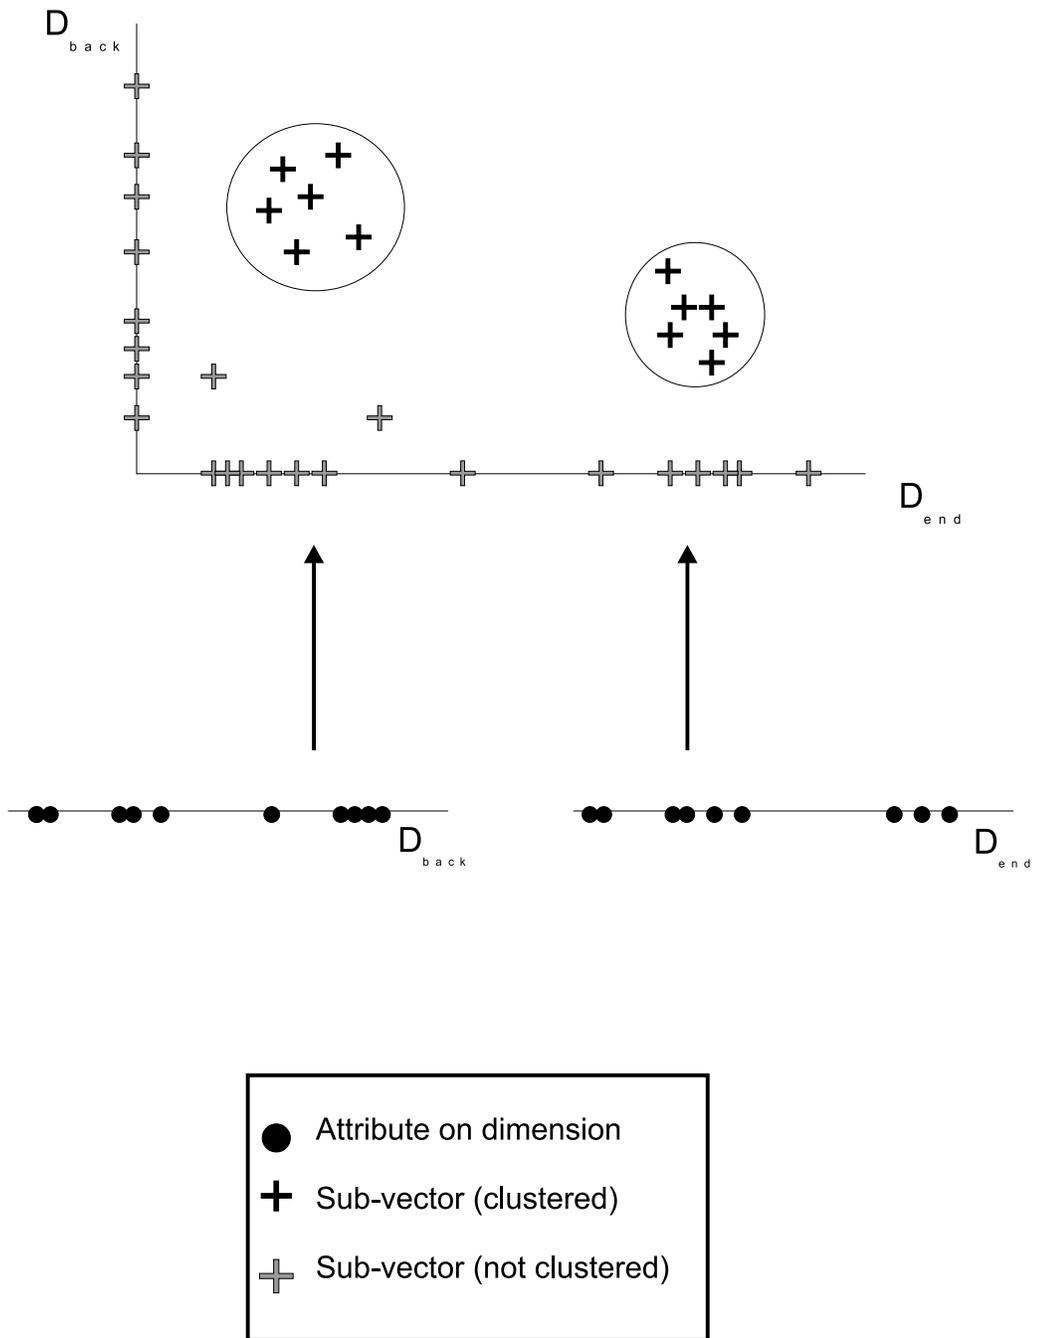 D back
D end
D back
D end
Attribute on dimension
Sub-vector (clustered)
Sub-vector (not clustered)